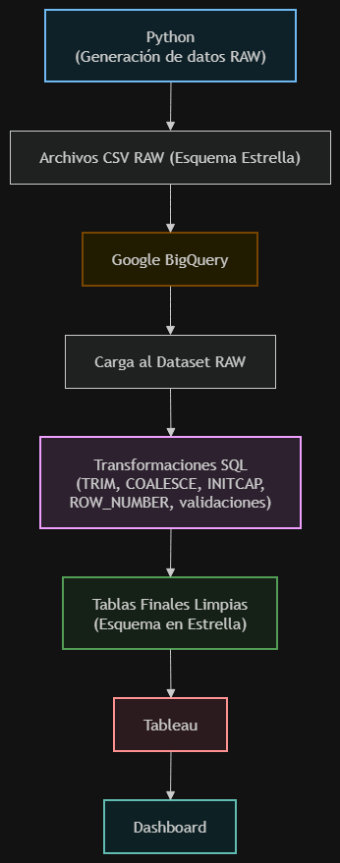 Python
(Generación de datos RAW)
Archivos CSV RAW (Esquema Estrella)
Google BigQuery
Carga al Dataset RAW
Transformaciones SQL
(TRIM, COALESCE, INITCAP,
ROW_NUMBER, validaciones)
Tablas Finales Limpias
(Esquema en Estrella)
Tableau
Dashboard